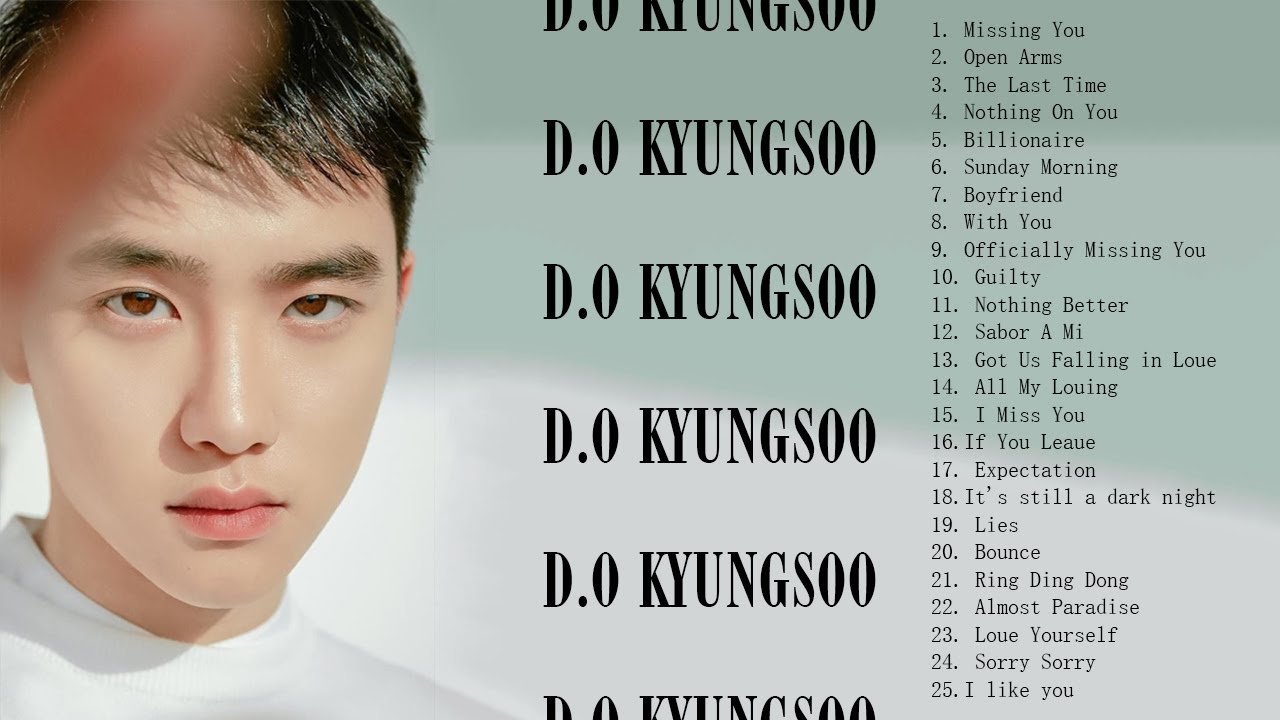 D.O KYUNGSOO
D.O KYUNGSOO
D.O KYUNGSOO
D.O KYUNGSOO
D.O KYUNGSOO
D.O KYUNGSOO
1. Missing You
2. Open Arms
3. The Last Time
4. Nothing On You
5. Billionaire
6. Sunday Morning
7. Boyfriend
8. With You
9. Officially Missing You
10. Guilty
11. Nothing Better
12. Sabor A Mi
13. Got Us Falling in Loue
14. All My Louing
15. I Miss You
16.If You Leaue
17. Expectation
18.It's still a dark night
19. Lies
20. Bounce
21. Ring Ding Dong
22. Almost Paradise
23. Loue Yourself
24. Sorry Sorry
25.I like you